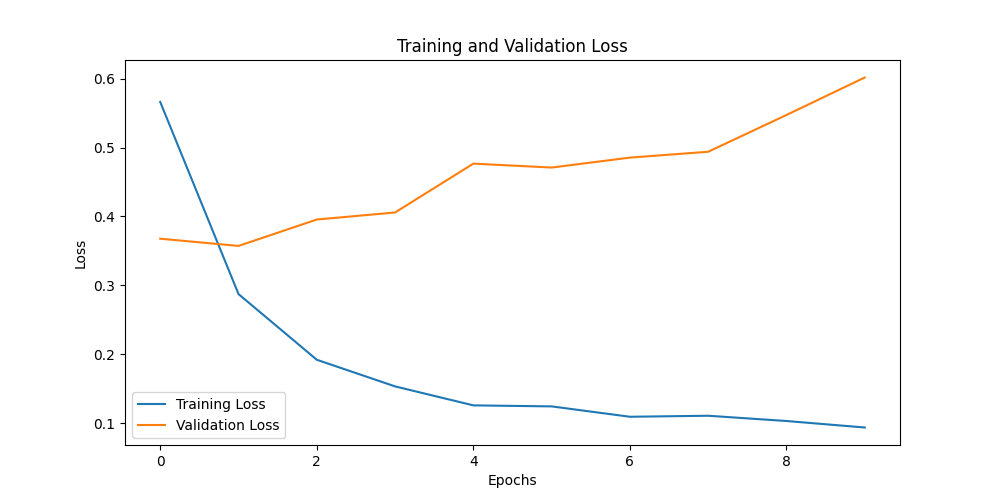 Training and Validation Loss
0.6
0.5
0.4
0.3
0.2
0.1
Loss
Training Loss
Validation Loss
0 2 4 6 8
Epochs